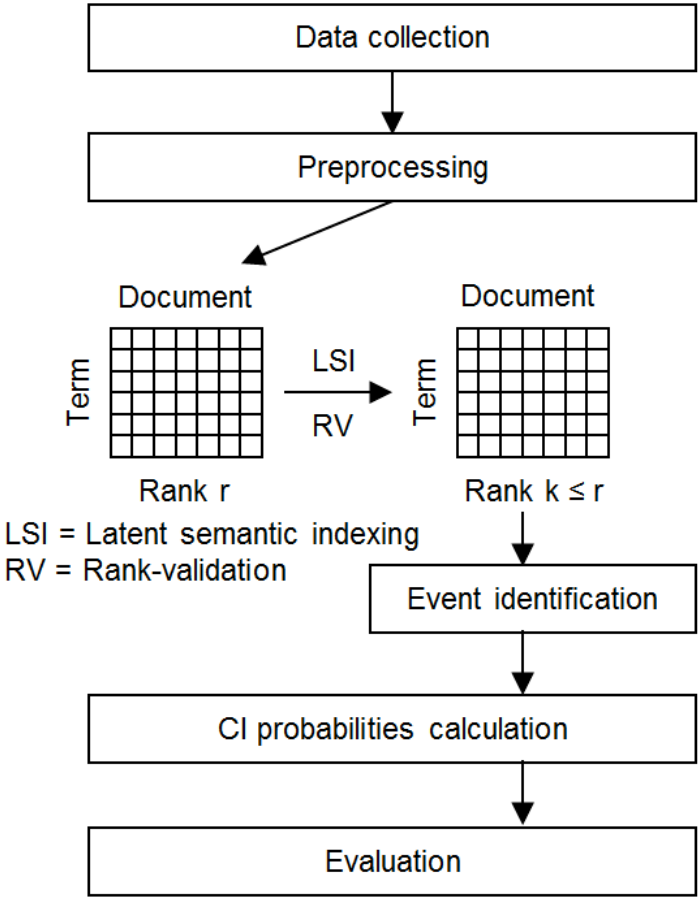 Data collection
Preprocessing
Document
Document
Term
LSI
RV
Term
Rank r
Rank k ≤ r
LSI = Latent semantic indexing
RV = Rank-validation
Event identification
CI probabilities calculation
Evaluation